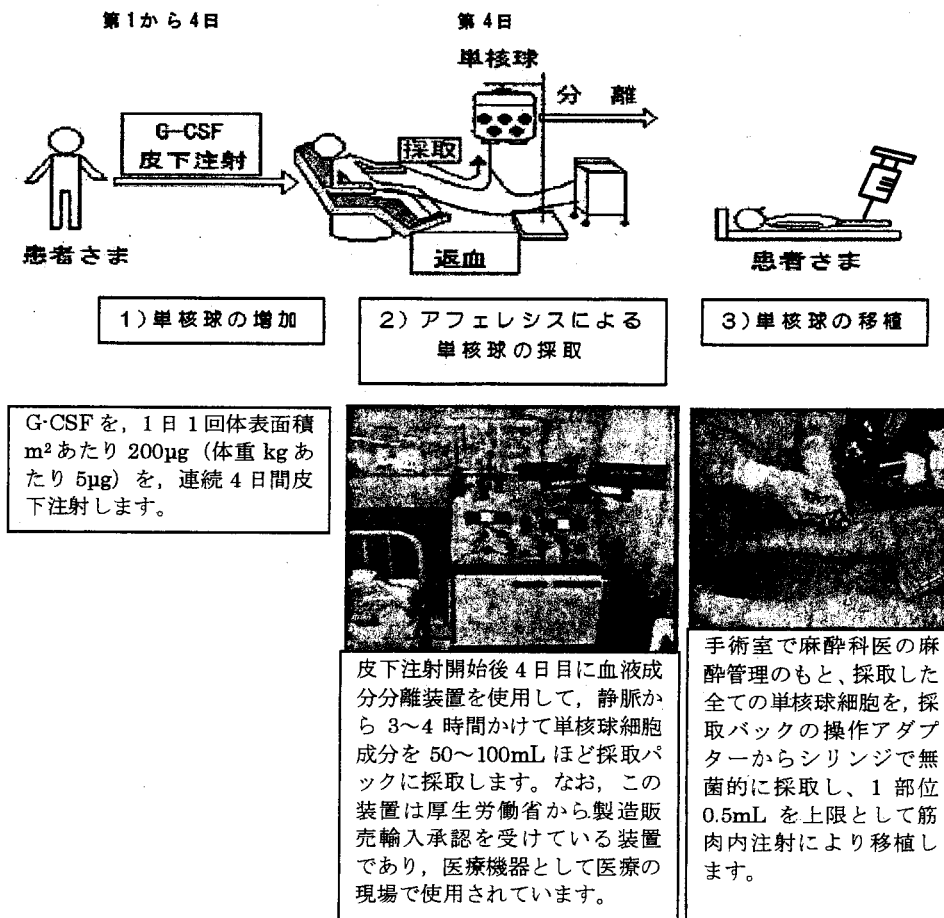 第1から4日
第4日
単核球
分 離
G-CSF
皮下注射
採取
返血
患者さま
患者さま
1)単核球の増加
2)アフェレシスによる
単核球の採取
3)単核球の移植
G-CSFを，1日1回体表面積
m²あたり 200μg（体重 kgあ
たり 5μg）を，連続4日間皮
下注射します。
皮下注射開始後4日目に血液成
分分離装置を使用して，静脈か
ら 3～4 時間かけて単核球細胞
成分を 50～100mL ほど採取バ
ックに採取します。なお，この
装置は厚生労働省から製造販
売輸入承認を受けている装置
であり，医療機器として医療の
現場で使用されています。
手術室で麻酔科医の麻
酔管理のもと、採取した
全ての単核球細胞を，採
取バックの操作アダプ
ターからシリンジで無
菌的に採取し、1 部位
0.5mL を上限として筋
肉内注射により移植し
ます。